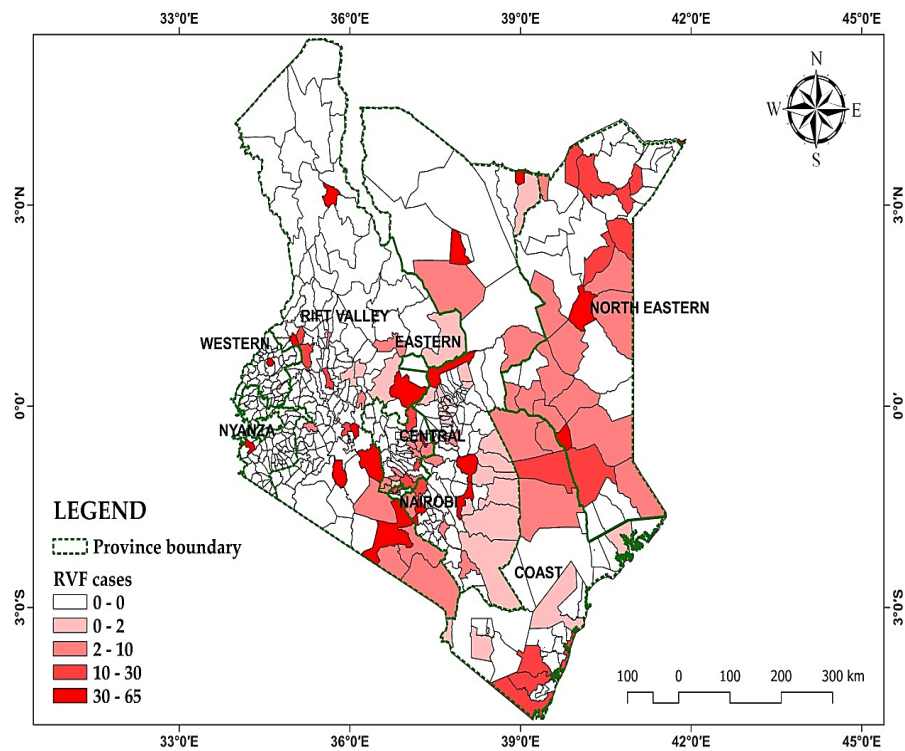 33°0'E 36°0'E 39°0'E 42°0'E 45°0'E
N
W E
S
3°0'N 3°0'N
NORTH EASTERN
RIFT VALLEY
WESTERN EASTERN
0°0' 0°0'
NYANZA CENTRAL
NAIROBI
LEGEND
Province boundary
COAST
RVF cases
0 - 0
3°0'S 3°0'S
0 - 2
2 - 10
10 - 30
30 - 65
100 0 100 200 300 km
33°0'E 36°0'E 39°0'E 42°0'E 45°0'E